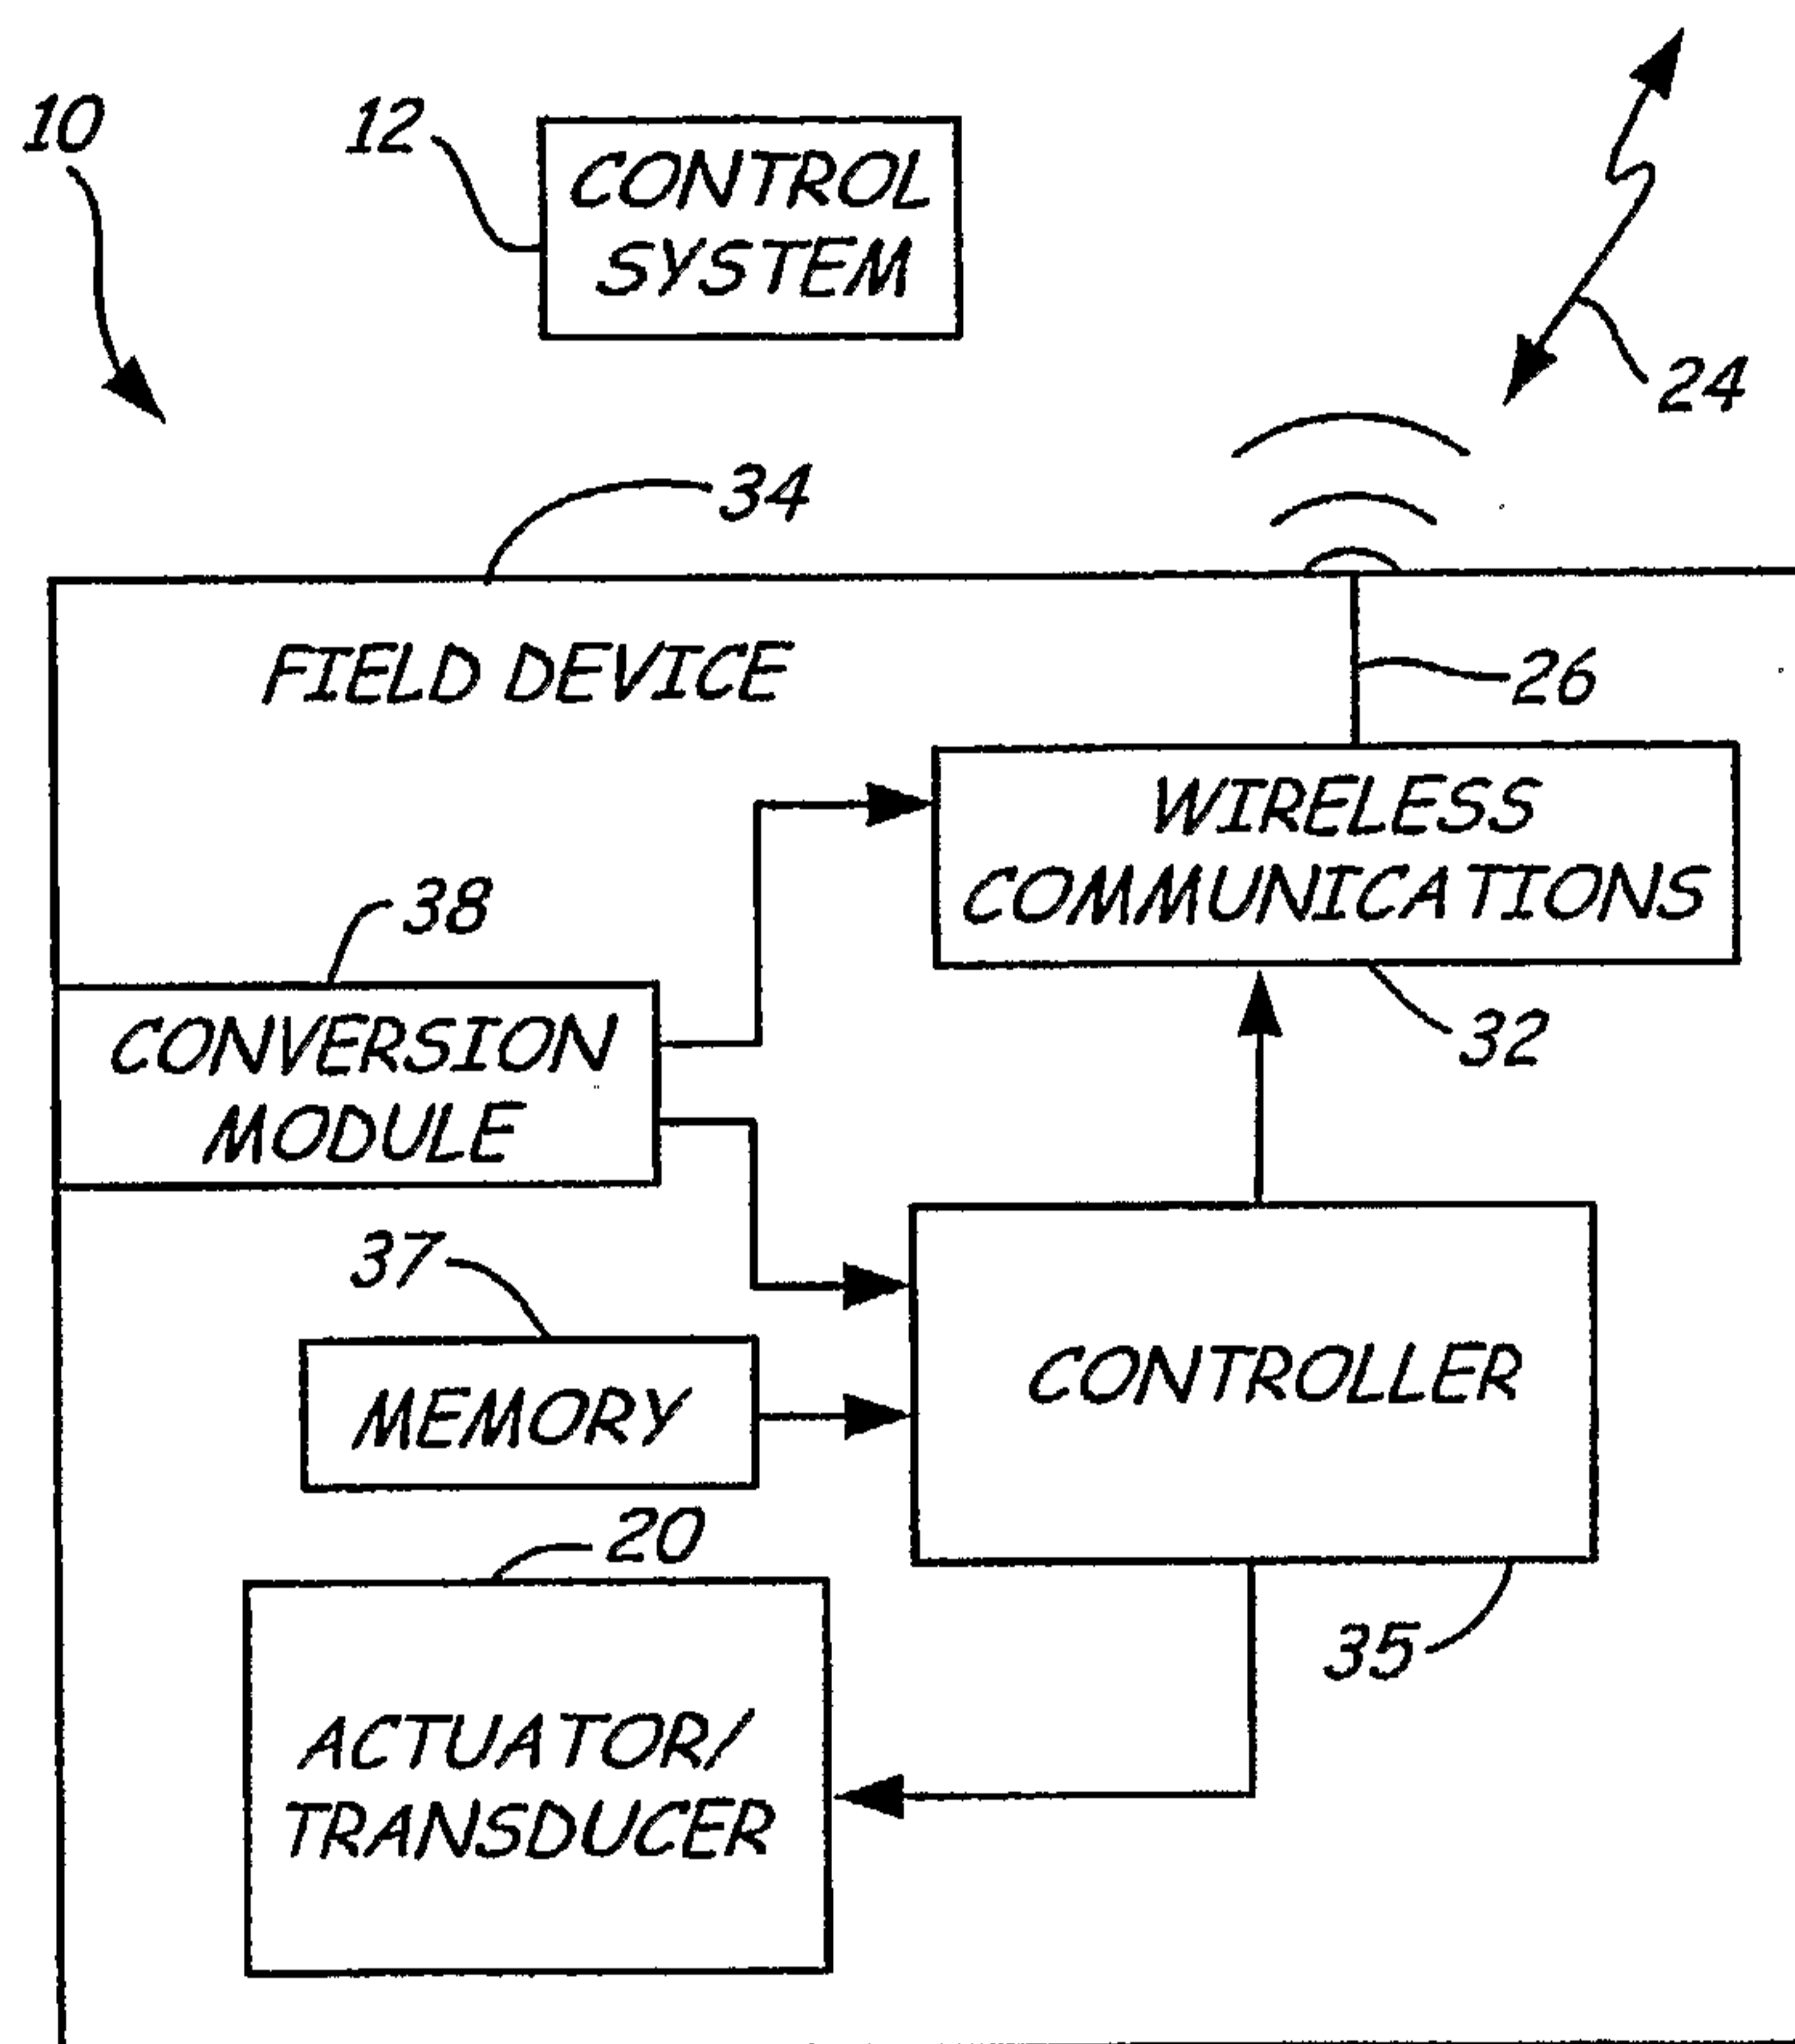 10
12
CONTROL
SYSTEM
24
34
FIELD DEVICE
26
WIRELESS
COMMUNICATIONS
38
32
CONVERSION
MODULE
37
CONTROLLER
MEMORY
20
35
ACTUATOR/
TRANSDUCER